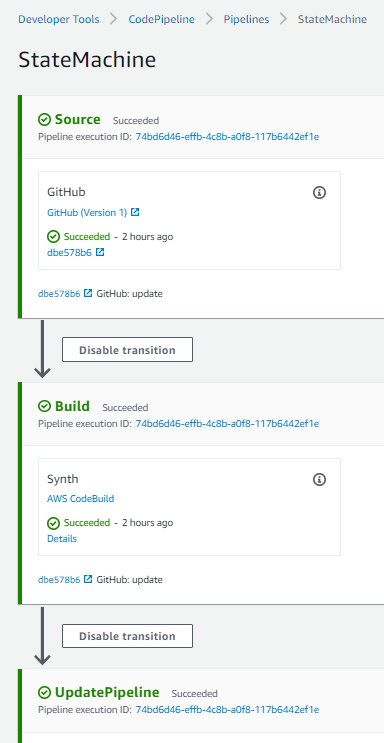 Developer Tools > CodePipeline > Pipelines > StateMachine
StateMachine
Source Succeeded
Pipeline execution ID: 74bd6d46-effb-4c8b-a0f8-117b6442ef1e
GitHub
GitHub (Version 1)
Succeeded - 2 hours ago
dbe578b6
dbe578b6 GitHub: update
Disable transition
Build Succeeded
Pipeline execution ID: 74bd6d46-effb-4c8b-a0f8-117b6442ef1e
Synth
AWS CodeBuild
Succeeded - 2 hours ago
Details
dbe578b6 GitHub: update
Disable transition
UpdatePipeline Succeeded
Pipeline execution ID: 74bd6d46-effb-4c8b-a0f8-117b6442ef1e